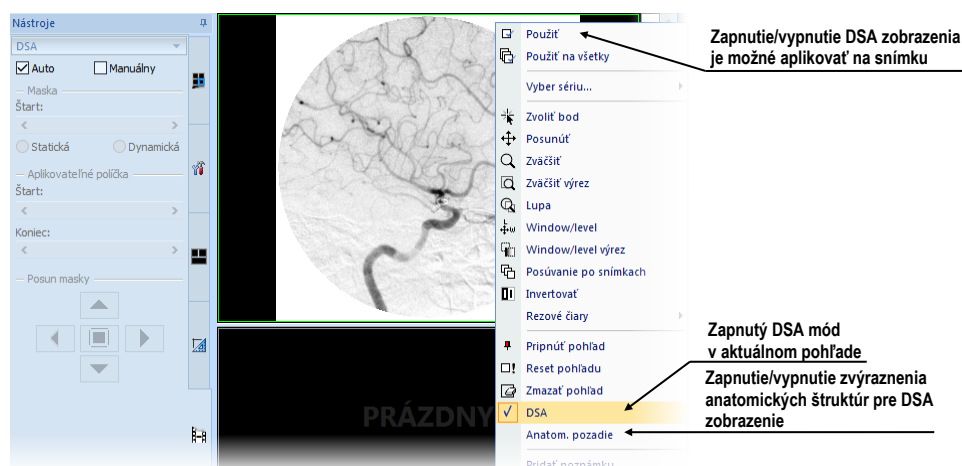 Nástroje
DSA
Auto
Manuálny
Maska
Štart:
Statická
Dynamická
Aplikovateľné políčka
Štart:
Koniec:
Posun masky
PRÁZDNY
Použiť
Použiť na všetky
Vyber sériu...
Zvoliť bod
Posunúť
Zväčšiť
Zväčšiť výrez
Lupa
Window/level
Window/level výrez
Posúvanie po snímkach
Invertovať
Rezové čiary
Pripnúť pohľad
Reset pohľadu
Zmazať pohľad
DSA
Anatom. pozadie
Pridať poznámku
Zapnutie/vypnutie DSA zobrazenia
je možné aplikovať na snímku
Zapnutý DSA mód
v aktuálnom pohľade
Zapnutie/vypnutie zvýraznenia
anatomických štruktúr pre DSA
zobrazenie